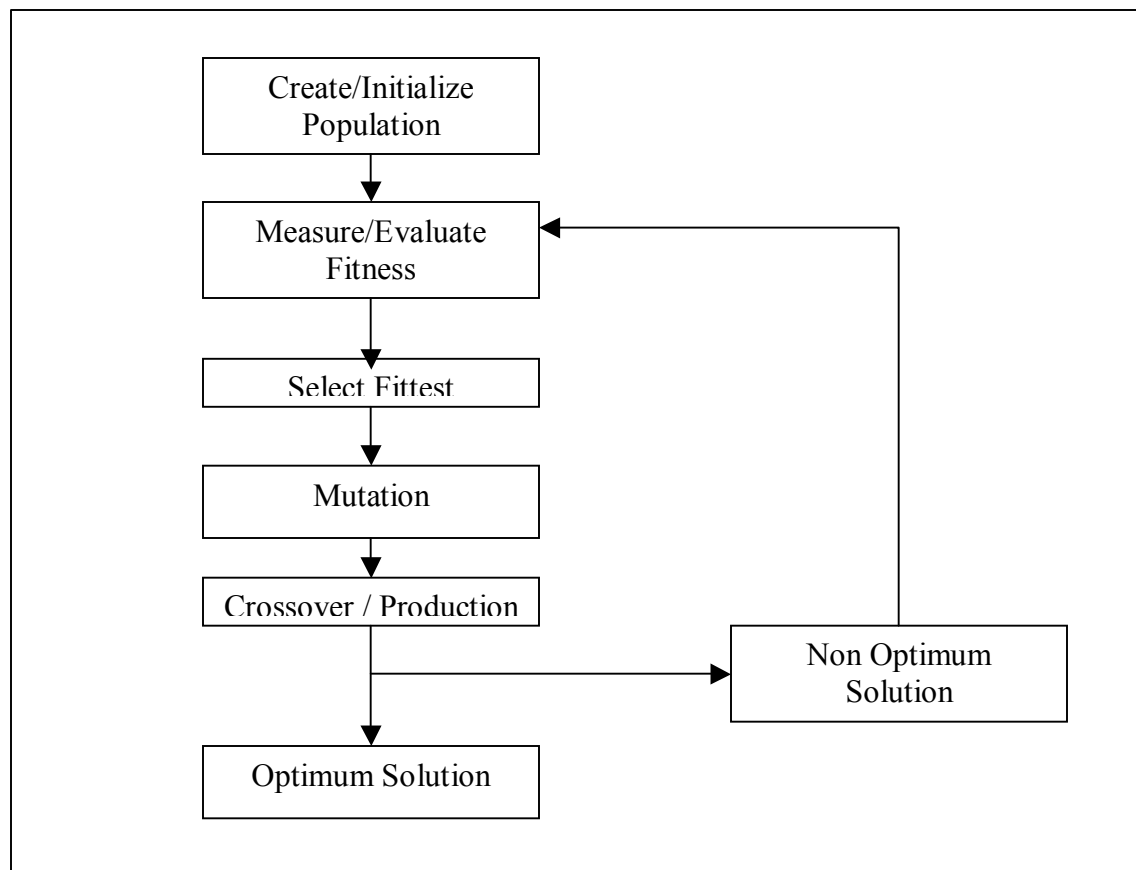 Create/Initialize
Population
Measure/Evaluate
Fitness
Select Fittest
Mutation
Crossover / Production
Non Optimum
Solution
Optimum Solution